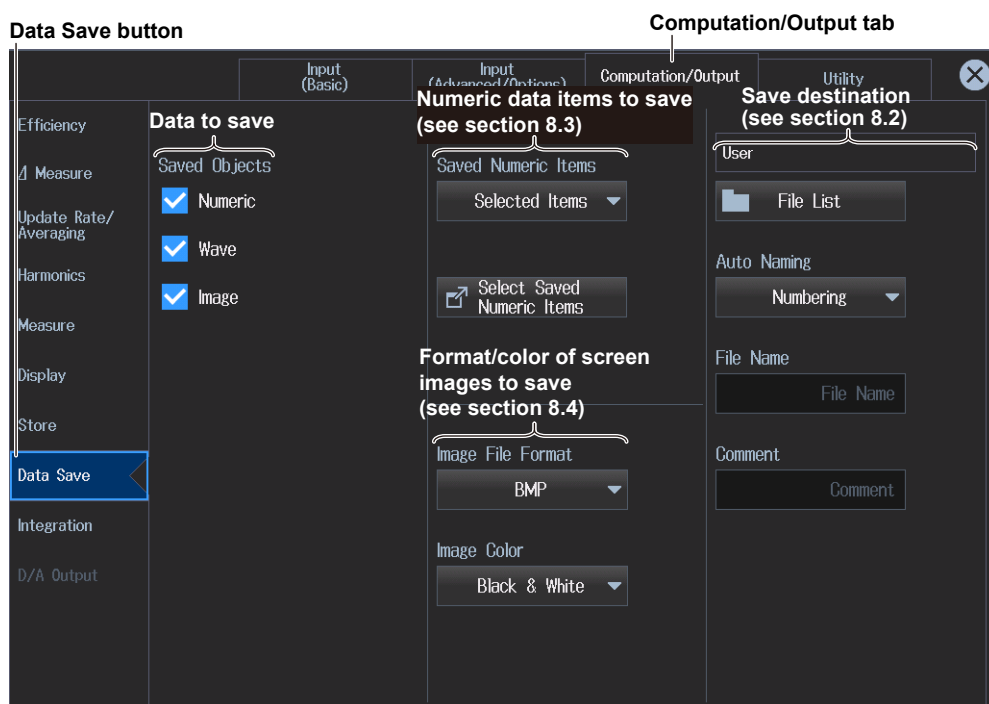 Data Save button
Computation/Output tab
Input
(Basic)
Input
(Advanced/Options)
Computation/Output
Utility
Efficiency
Δ Measure
Update Rate/
Averaging
Harmonics
Measure
Display
Store
Data Save
Integration
D/A Output
Data to save
Saved Objects
Numeric
Wave
Image
Numeric data items to save
(see section 8.3)
Saved Numeric Items
Selected Items
Select Saved
Numeric Items
Format/color of screen
images to save
(see section 8.4)
Image File Format
BMP
Image Color
Black & White
Save destination
(see section 8.2)
User
File List
Auto Naming
Numbering
File Name
File Name
Comment
Comment